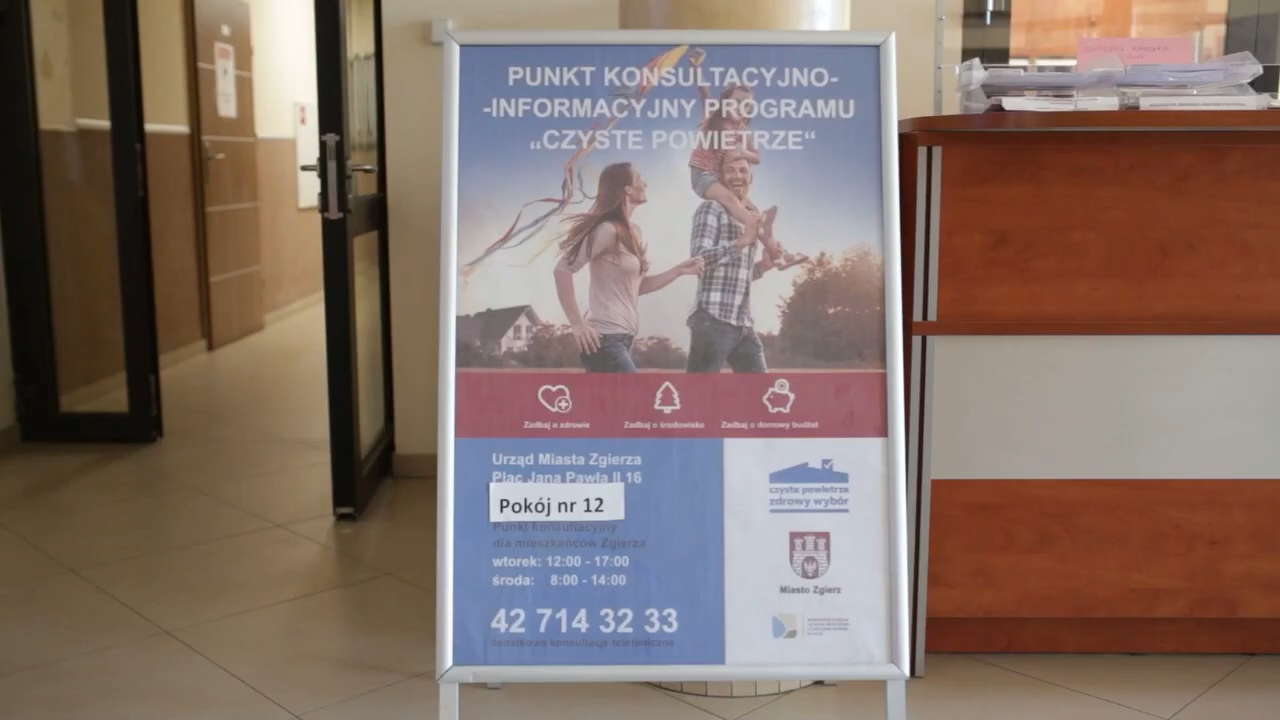 PUNKT KONSULTACYJNO-
-INFORMACYJNY PROGRAMU
„CZYSTE POWIETRZE“
Zadbaj o zdrowie
Zadbaj o środowisko
Zadbaj o domowy budżet
Urząd Miasta Zgierza
Plac Jana Pawła II 16
Pokój nr 12
Punkt konsultacyjny
dla mieszkańców Zgierza
wtorek: 12:00 - 17:00
środa: 8:00 - 14:00
42 714 32 33
dodatkowo konsultacje telefoniczne
czyste powietrze
zdrowy wybór
Miasto Zgierz